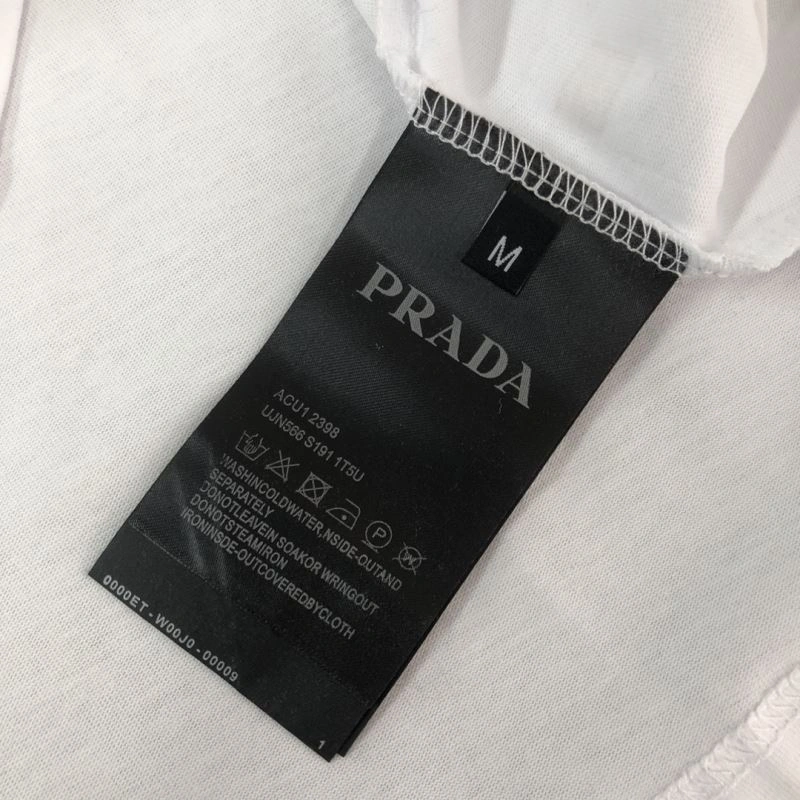 M
PRADA
ACU1 2398
UJN566 S191 1T5U
P
WASHINCOLDWATER,NSIDE-OUTAND
SEPARATELY
DONOTLEAVEIN SOAKOR WRINGOUT
DONOTSTEAMIRON
IRONINSDE-OUTCOVEREDBYCLOTH
0000ET-W00J0-00009
1